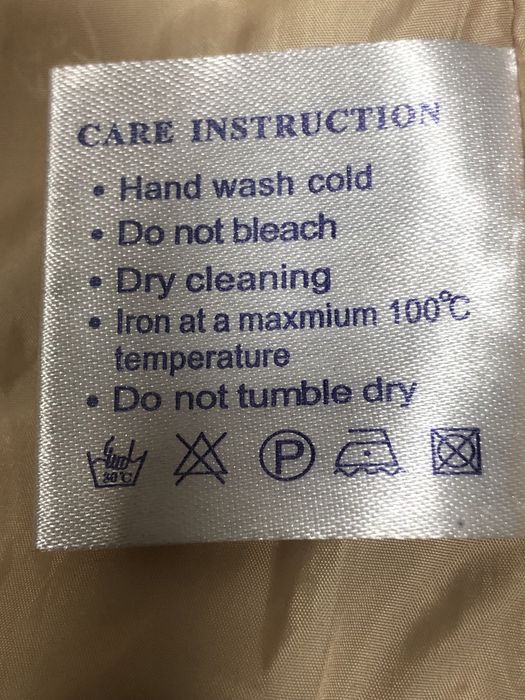 CARE INSTRUCTION
• Hand wash cold
• Do not bleach
• Dry cleaning
• Iron at a maxmium 100°C
temperature
• Do not tumble dry
30°C P